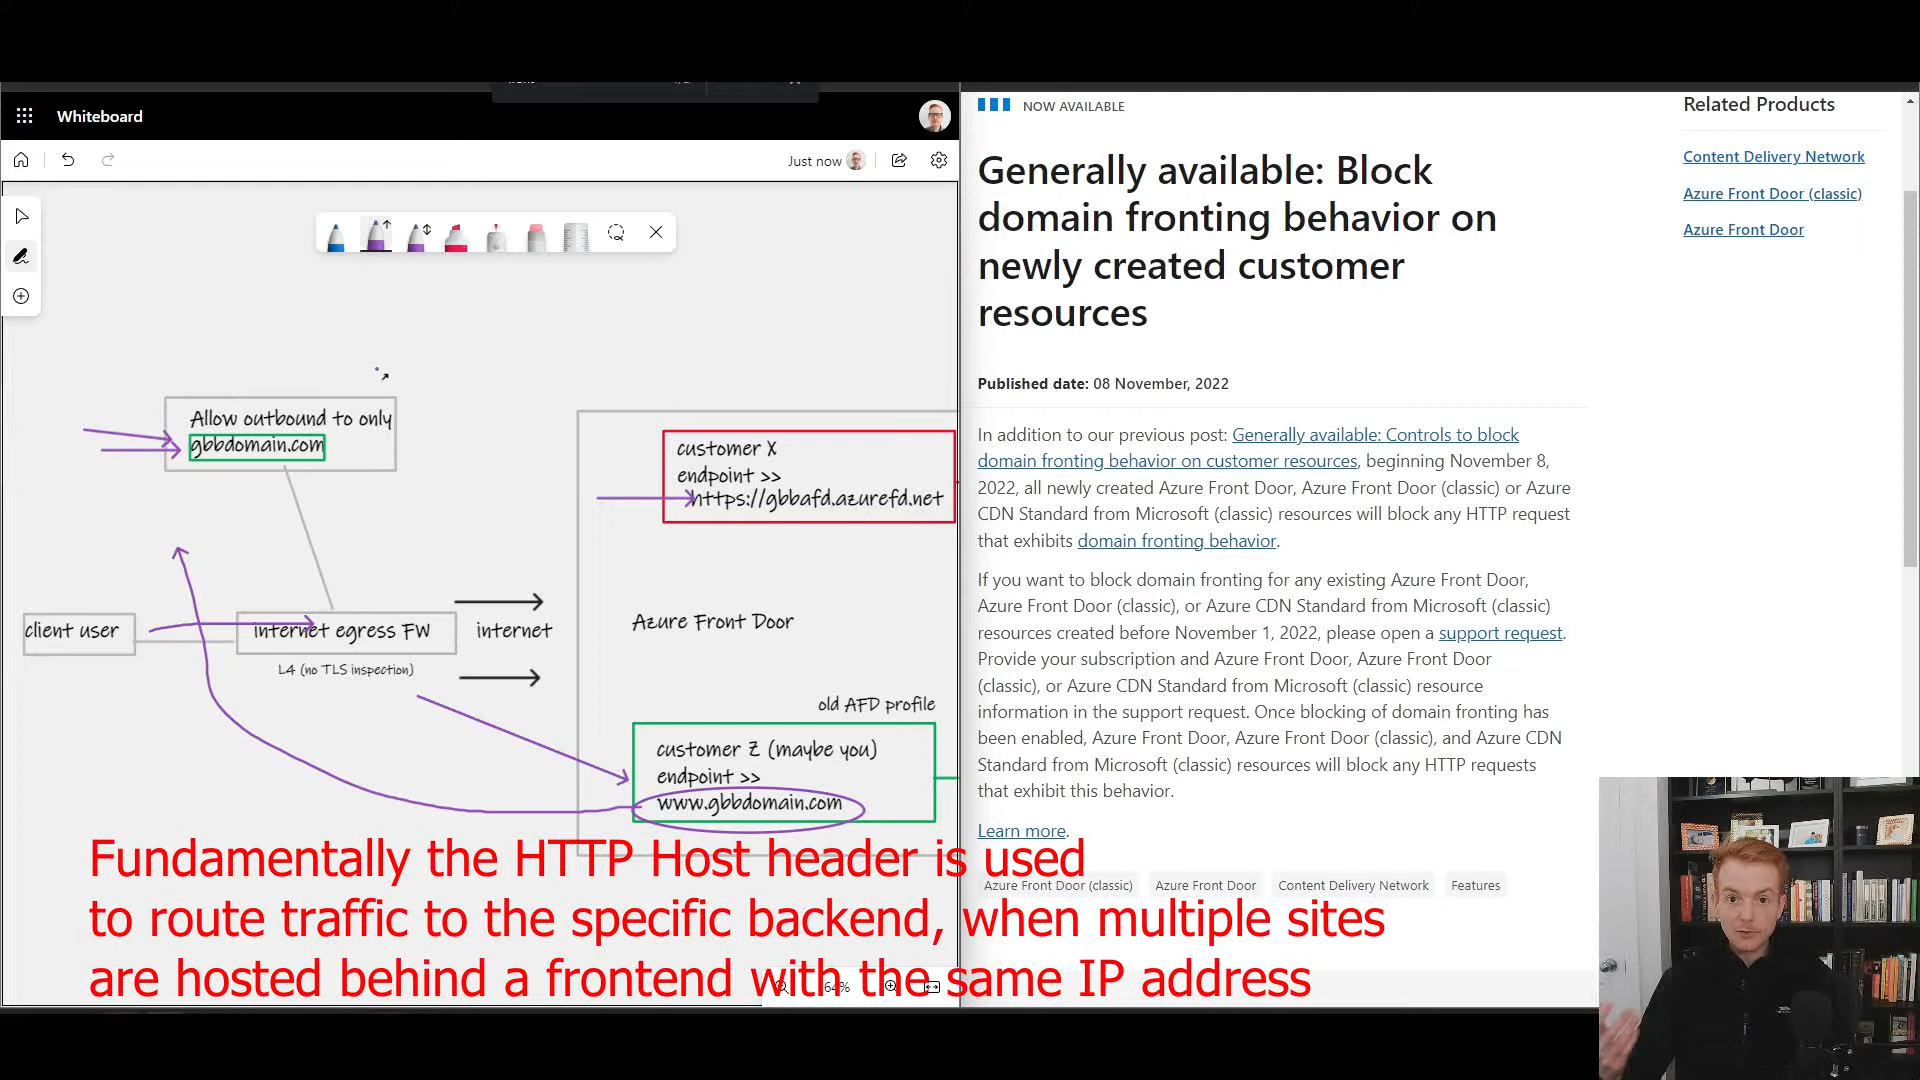 Whiteboard
Just now
Allow outbound to only
gbbdomain.com
customer X
endpoint >>
https://gbbafd.azurefd.net
client user
internet egress FW
internet
L4 (no TLS inspection)
Azure Front Door
old AFD profile
customer Z (maybe you)
endpoint >>
www.gbbdomain.com
64%
NOW AVAILABLE
Generally available: Block
domain fronting behavior on
newly created customer
resources
Published date: 08 November, 2022
In addition to our previous post: Generally available: Controls to block
domain fronting behavior on customer resources, beginning November 8,
2022, all newly created Azure Front Door, Azure Front Door (classic) or Azure
CDN Standard from Microsoft (classic) resources will block any HTTP request
that exhibits domain fronting behavior.
If you want to block domain fronting for any existing Azure Front Door,
Azure Front Door (classic), or Azure CDN Standard from Microsoft (classic)
resources created before November 1, 2022, please open a support request.
Provide your subscription and Azure Front Door, Azure Front Door
(classic), or Azure CDN Standard from Microsoft (classic) resource
information in the support request. Once blocking of domain fronting has
been enabled, Azure Front Door, Azure Front Door (classic), and Azure CDN
Standard from Microsoft (classic) resources will block any HTTP requests
that exhibit this behavior.
Learn more.
Azure Front Door (classic) Azure Front Door Content Delivery Network Features
Related Products
Content Delivery Network
Azure Front Door (classic)
Azure Front Door
Fundamentally the HTTP Host header is used
to route traffic to the specific backend, when multiple sites
are hosted behind a frontend with the same IP address